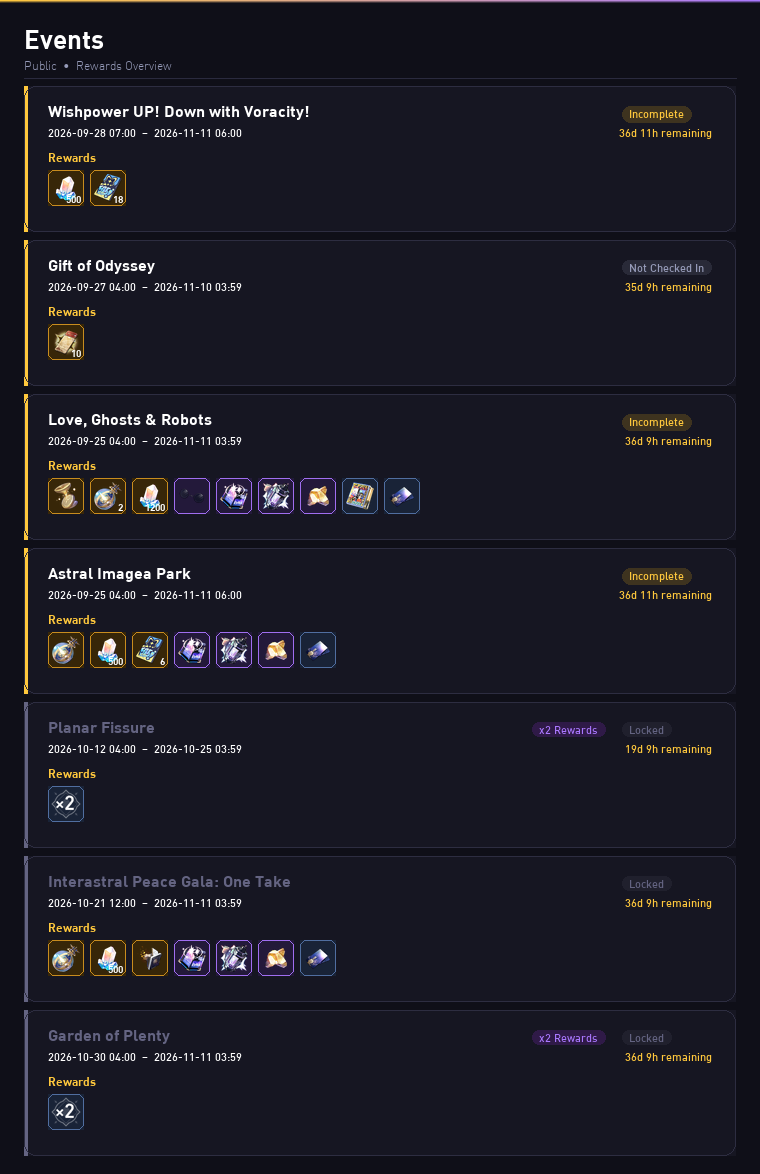 Events
Public • Rewards Overview
Wishpower UP! Down with Voracity!
Incomplete
2026-09-28 07:00 – 2026-11-11 06:00
36d 11h remaining
Rewards
500
18
Gift of Odyssey
Not Checked In
2026-09-27 04:00 – 2026-11-10 03:59
35d 9h remaining
Rewards
10
Love, Ghosts & Robots
Incomplete
2026-09-25 04:00 – 2026-11-11 03:59
36d 9h remaining
Rewards
2
1200
Astral Imagea Park
Incomplete
2026-09-25 04:00 – 2026-11-11 06:00
36d 11h remaining
Rewards
500
6
Planar Fissure
x2 Rewards
Locked
2026-10-12 04:00 – 2026-10-25 03:59
19d 9h remaining
Rewards
×2
Interastral Peace Gala: One Take
Locked
2026-10-21 12:00 – 2026-11-11 03:59
36d 9h remaining
Rewards
500
Garden of Plenty
x2 Rewards
Locked
2026-10-30 04:00 – 2026-11-11 03:59
36d 9h remaining
Rewards
×2